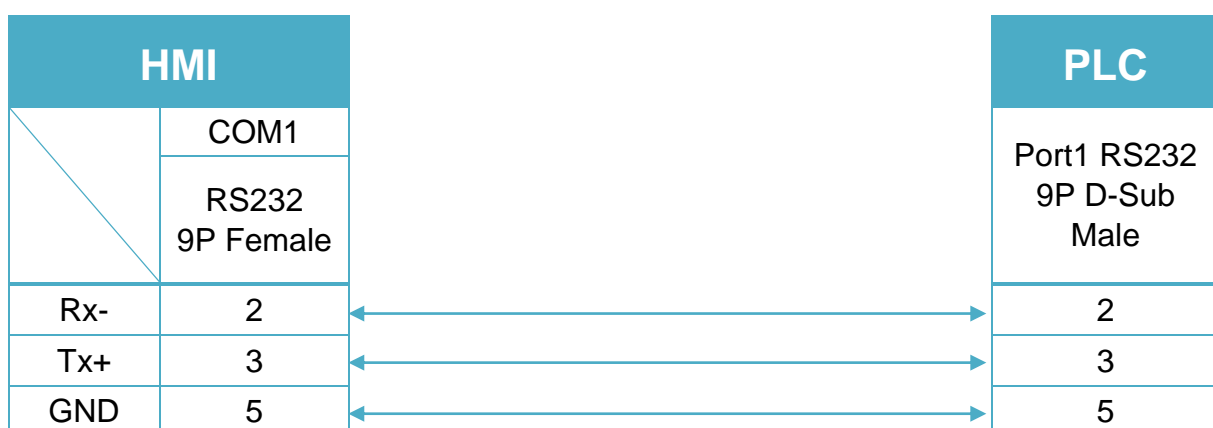 HMI
PLC
COM1
RS232
9P Female
Port1 RS232
9P D-Sub
Male
Rx- 2 2
Tx+ 3 3
GND 5 5